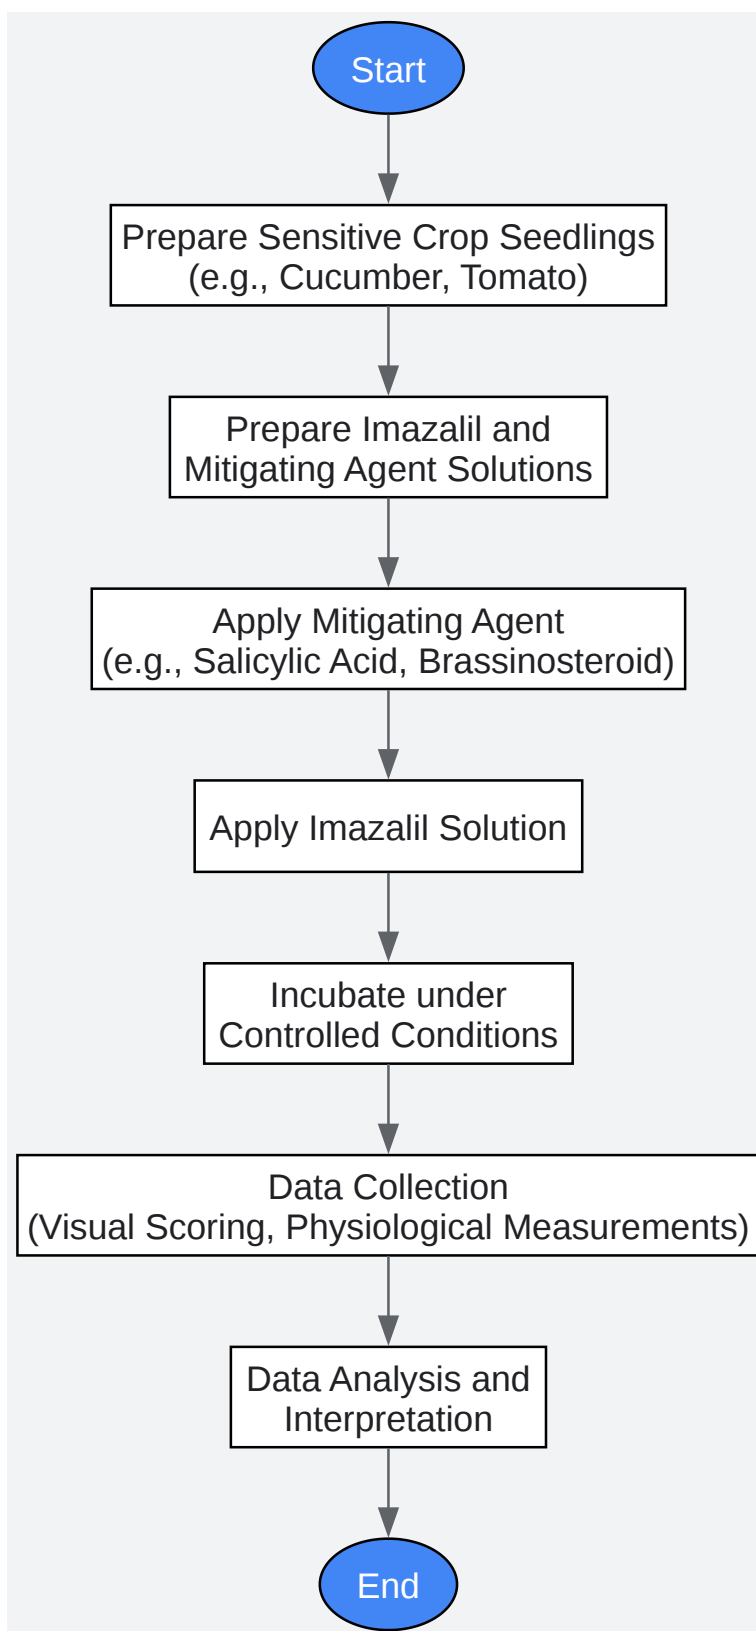 Start
Prepare Sensitive Crop Seedlings
(e.g., Cucumber, Tomato)
Prepare Imazalil and
Mitigating Agent Solutions
Apply Mitigating Agent
(e.g., Salicylic Acid, Brassinosteroid)
Apply Imazalil Solution
Incubate under
Controlled Conditions
Data Collection
(Visual Scoring, Physiological Measurements)
Data Analysis and
Interpretation
End